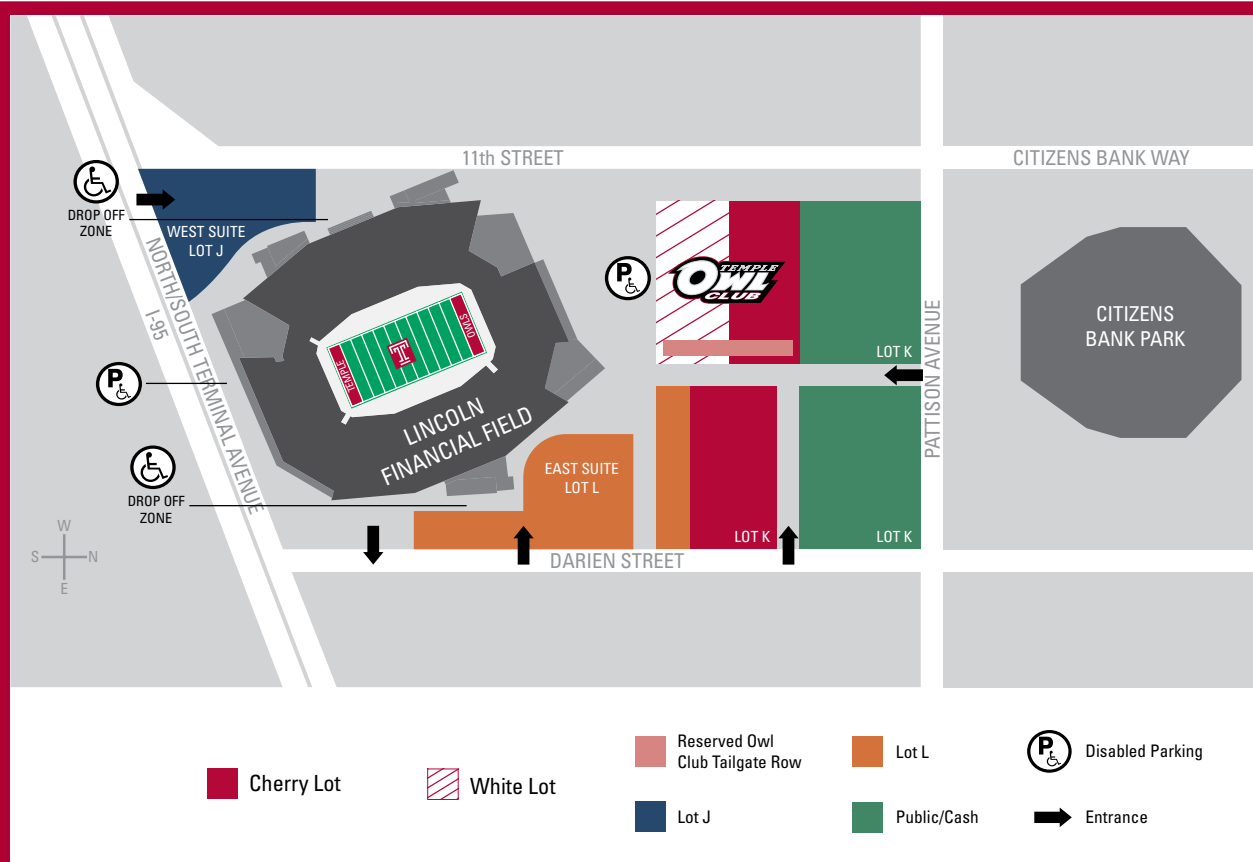 11th STREET
CITIZENS BANK WAY
DROP OFF
ZONE
WEST SUITE
LOT J
NORTH/SOUTH TERMINAL AVENUE
I-95
P
TEMPLE
OWL
CLUB
LOT K
CITIZENS
BANK PARK
PATTISON AVENUE
P
TEMPLE
T
OWLS
LINCOLN
FINANCIAL FIELD
EAST SUITE
LOT L
DROP OFF
ZONE
LOT K
LOT K
DARIEN STREET
W
S
N
E
Cherry Lot
White Lot
Reserved Owl
Club Tailgate Row
Lot J
Lot L
Public/Cash
P
Disabled Parking
Entrance